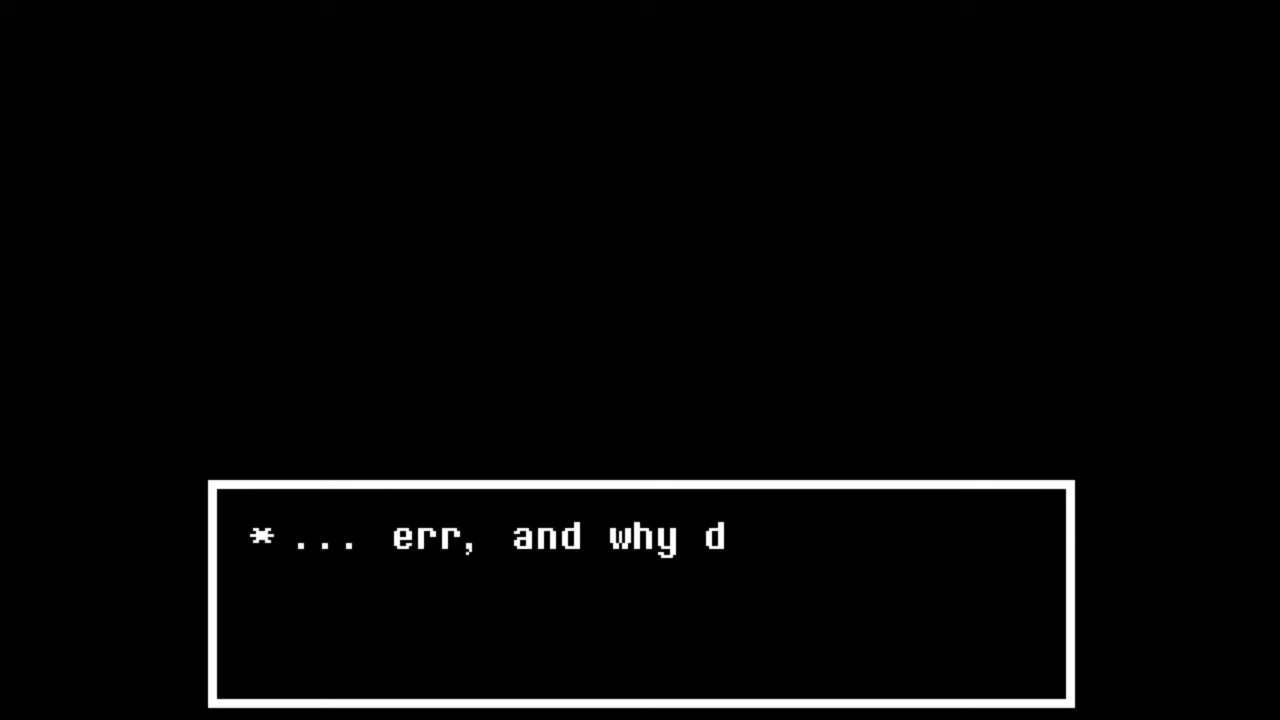 * ... err, and why d